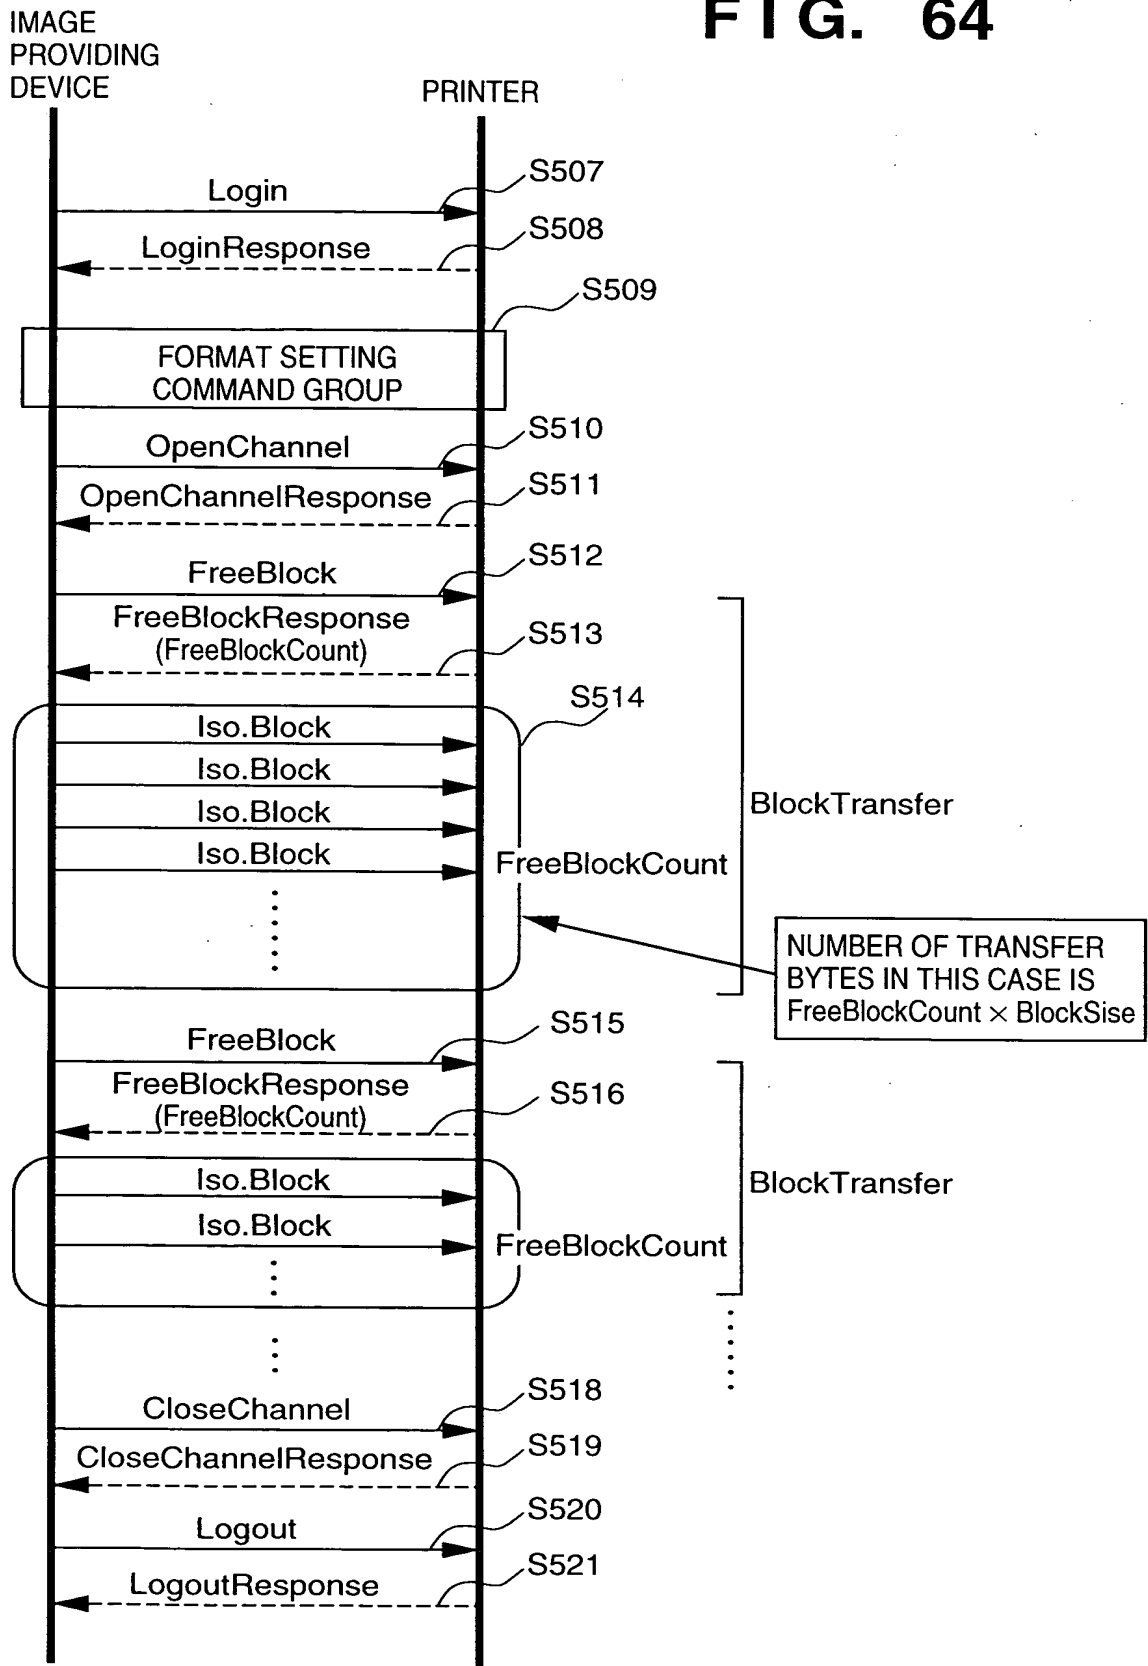 FIG. 64
IMAGE
PROVIDING
DEVICE
PRINTER
S507
Login
S508
LoginResponse
S509
FORMAT SETTING
COMMAND GROUP
S510
OpenChannel
S511
OpenChannelResponse
S512
FreeBlock
FreeBlockResponse
(FreeBlockCount)
S513
S514
Iso.Block
Iso.Block
Iso.Block
Iso.Block
FreeBlockCount
BlockTransfer
NUMBER OF TRANSFER
BYTES IN THIS CASE IS
FreeBlockCount × BlockSise
S515
FreeBlock
FreeBlockResponse
(FreeBlockCount)
S516
Iso.Block
Iso.Block
FreeBlockCount
BlockTransfer
S518
CloseChannel
S519
CloseChannelResponse
S520
Logout
S521
LogoutResponse